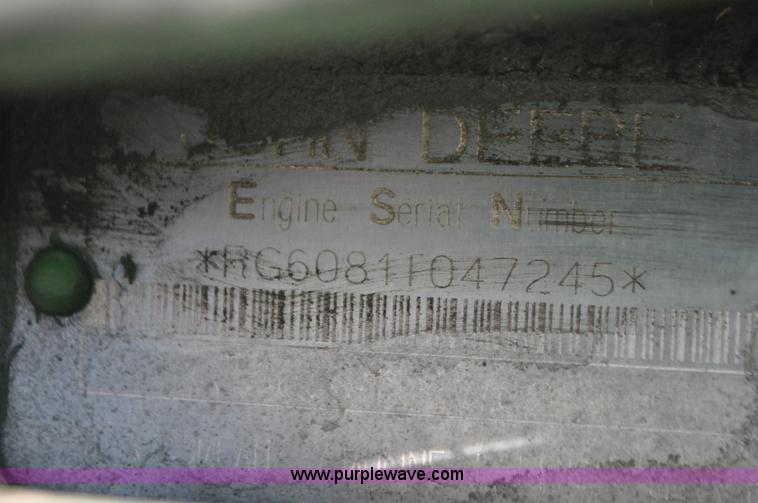 DEERE
Engine Serial Number
*RG6081T047245*
www.purplewave.com